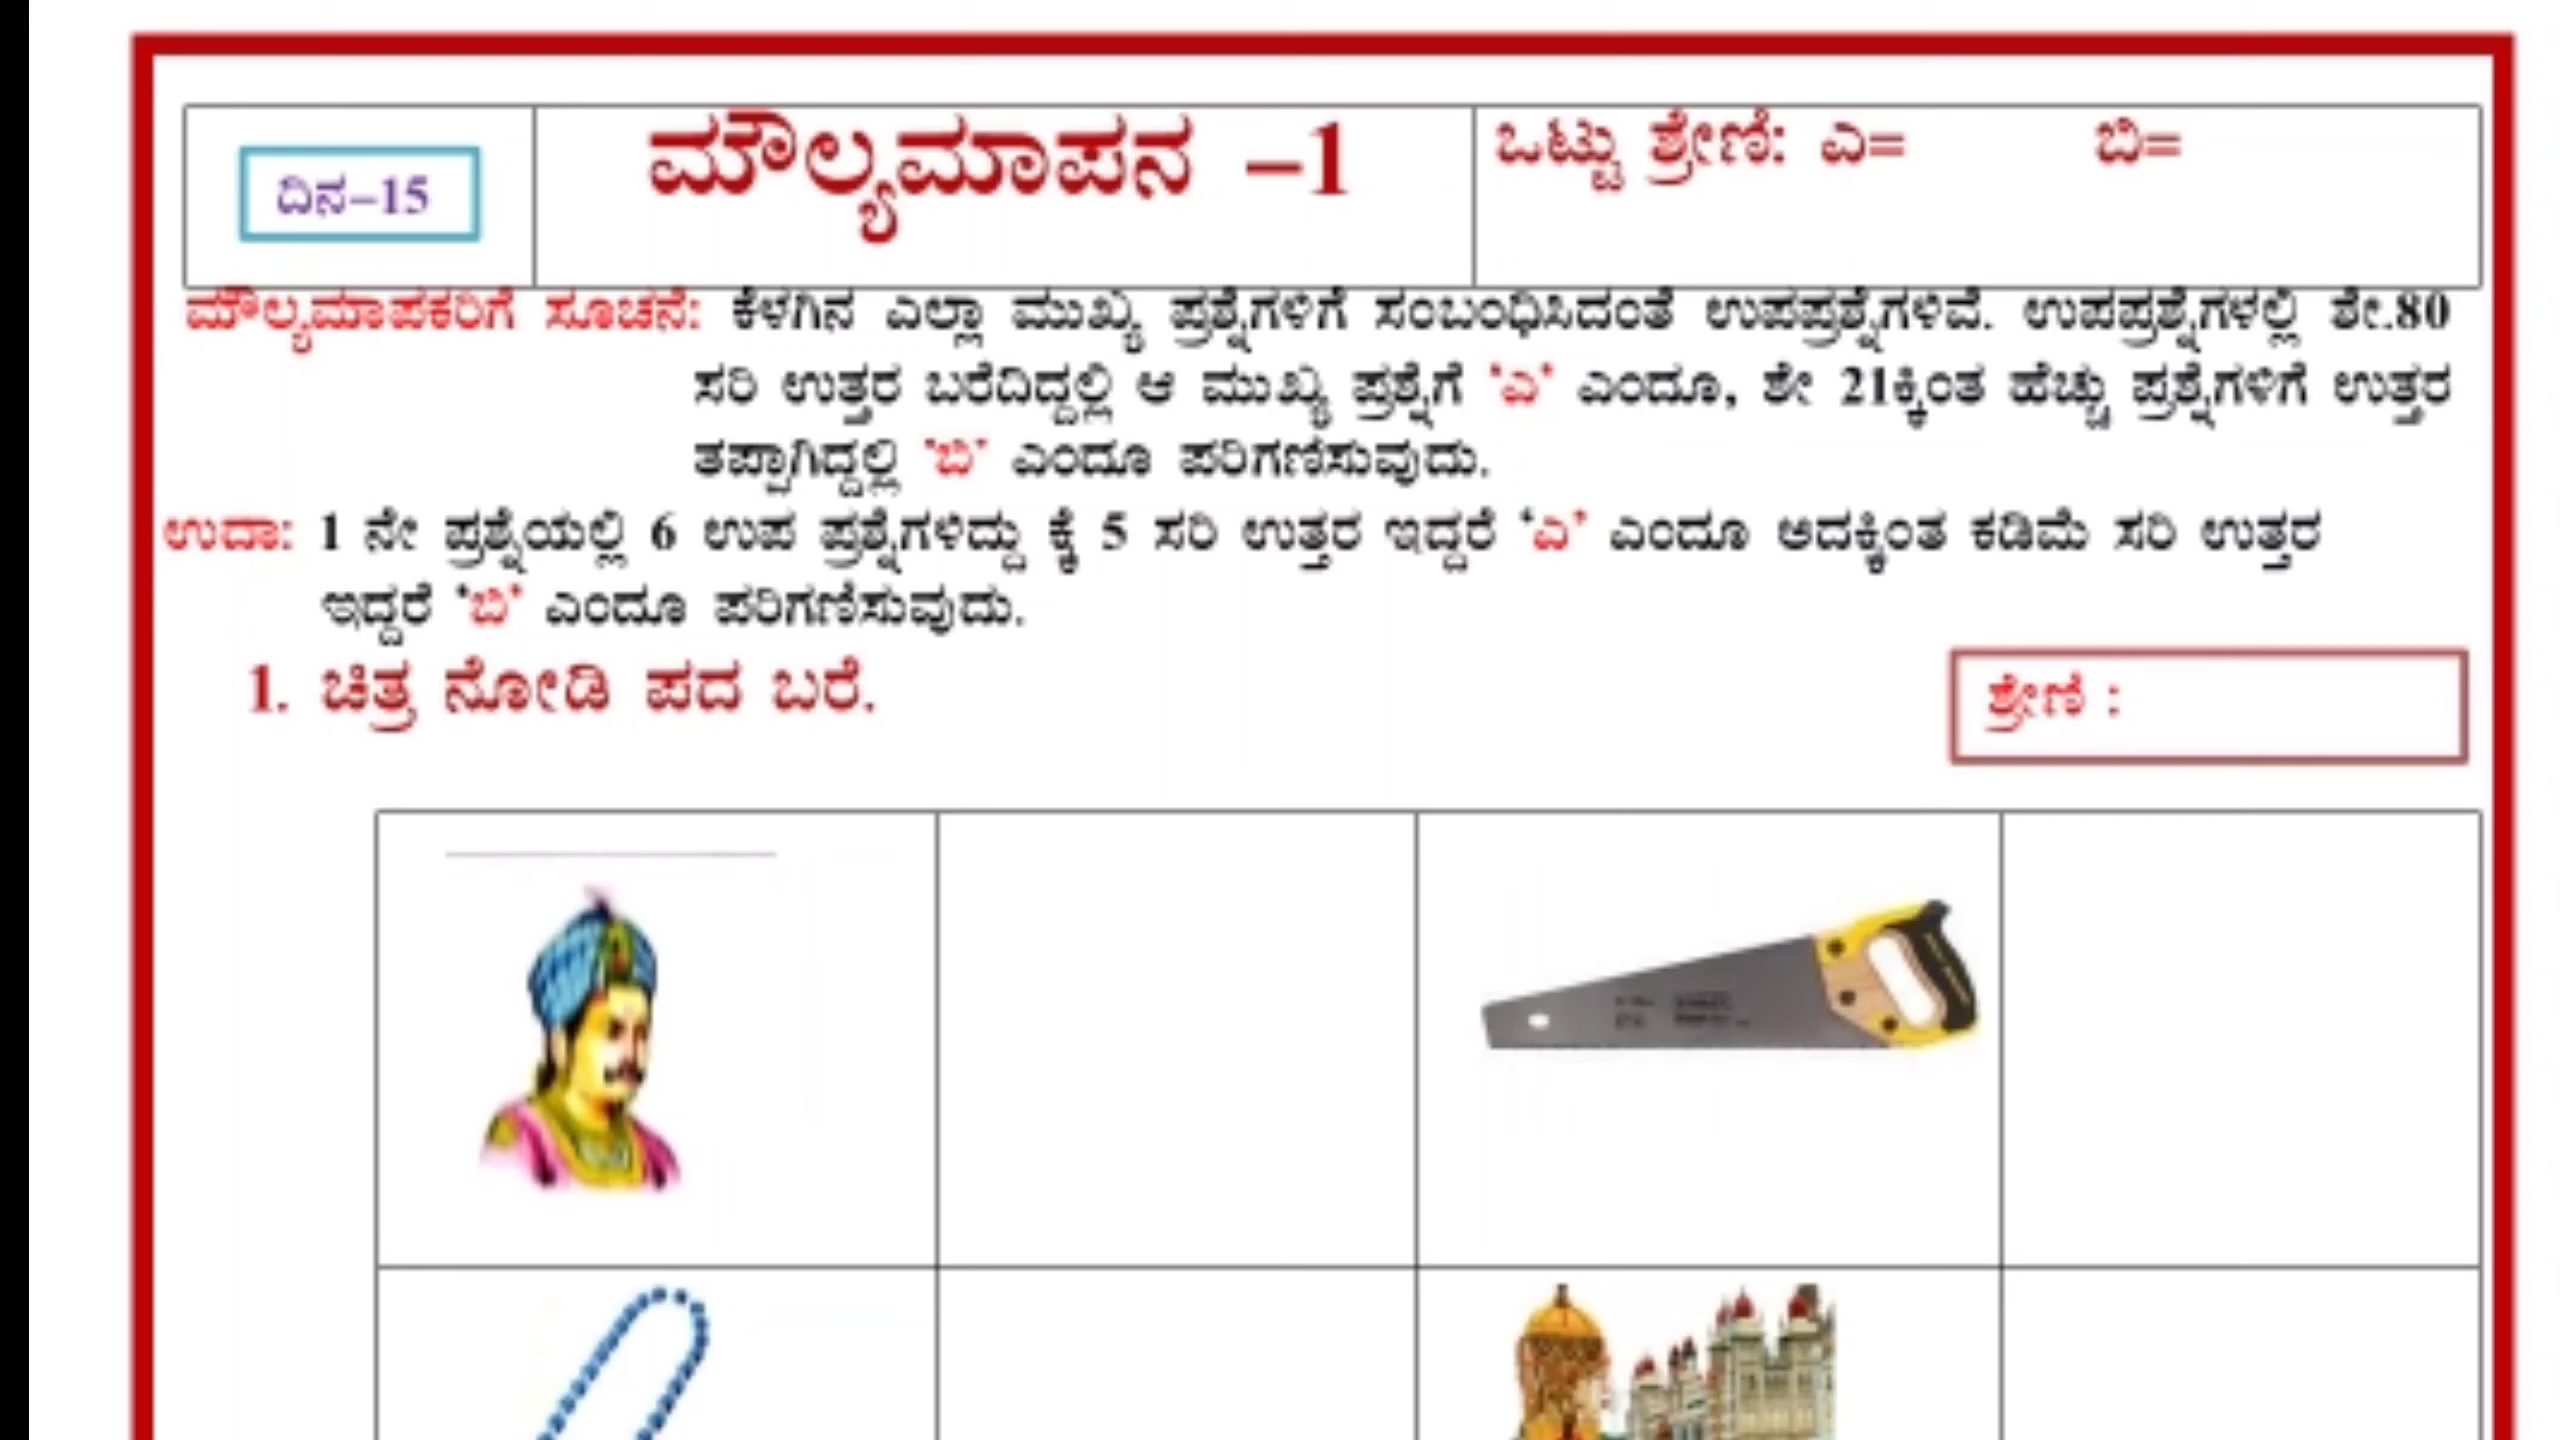 ದಿನ–15
ಮೌಲ್ಯಮಾಪನ –1
ಒಟ್ಟು ಶ್ರೇಣಿ: ಎ= ಬಿ=
ಮೌಲ್ಯಮಾಪಕರಿಗೆ ಸೂಚನೆ: ಕೆಳಗಿನ ಎಲ್ಲಾ ಮುಖ್ಯ ಪ್ರಶ್ನೆಗಳಿಗೆ ಸಂಬಂಧಿಸಿದಂತೆ ಉಪಪ್ರಶ್ನೆಗಳಿವೆ. ಉಪಪ್ರಶ್ನೆಗಳಲ್ಲಿ ಶೇ.80
ಸರಿ ಉತ್ತರ ಬರೆದಿದ್ದಲ್ಲಿ ಆ ಮುಖ್ಯ ಪ್ರಶ್ನೆಗೆ 'ಎ' ಎಂದೂ, ಶೇ 21ಕ್ಕಿಂತ ಹೆಚ್ಚು ಪ್ರಶ್ನೆಗಳಿಗೆ ಉತ್ತರ
ತಪ್ಪಾಗಿದ್ದಲ್ಲಿ 'ಬಿ' ಎಂದೂ ಪರಿಗಣಿಸುವುದು.
ಉದಾ: 1 ನೇ ಪ್ರಶ್ನೆಯಲ್ಲಿ 6 ಉಪ ಪ್ರಶ್ನೆಗಳಿದ್ದು ಕ್ಕೆ 5 ಸರಿ ಉತ್ತರ ಇದ್ದರೆ 'ಎ' ಎಂದೂ ಅದಕ್ಕಿಂತ ಕಡಿಮೆ ಸರಿ ಉತ್ತರ
ಇದ್ದರೆ 'ಬಿ' ಎಂದೂ ಪರಿಗಣಿಸುವುದು.
1. ಚಿತ್ರ ನೋಡಿ ಪದ ಬರೆ.
ಶ್ರೇಣಿ :